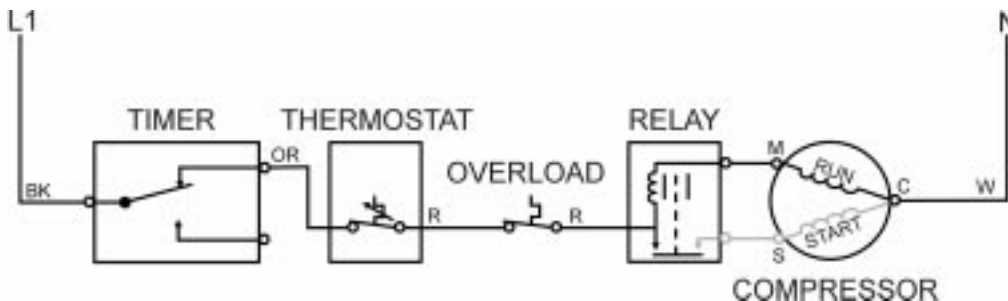 L1
N
TIMER
THERMOSTAT
RELAY
OR
M
RUN
OVERLOAD
BK
C
W
R
R
START
S
COMPRESSOR